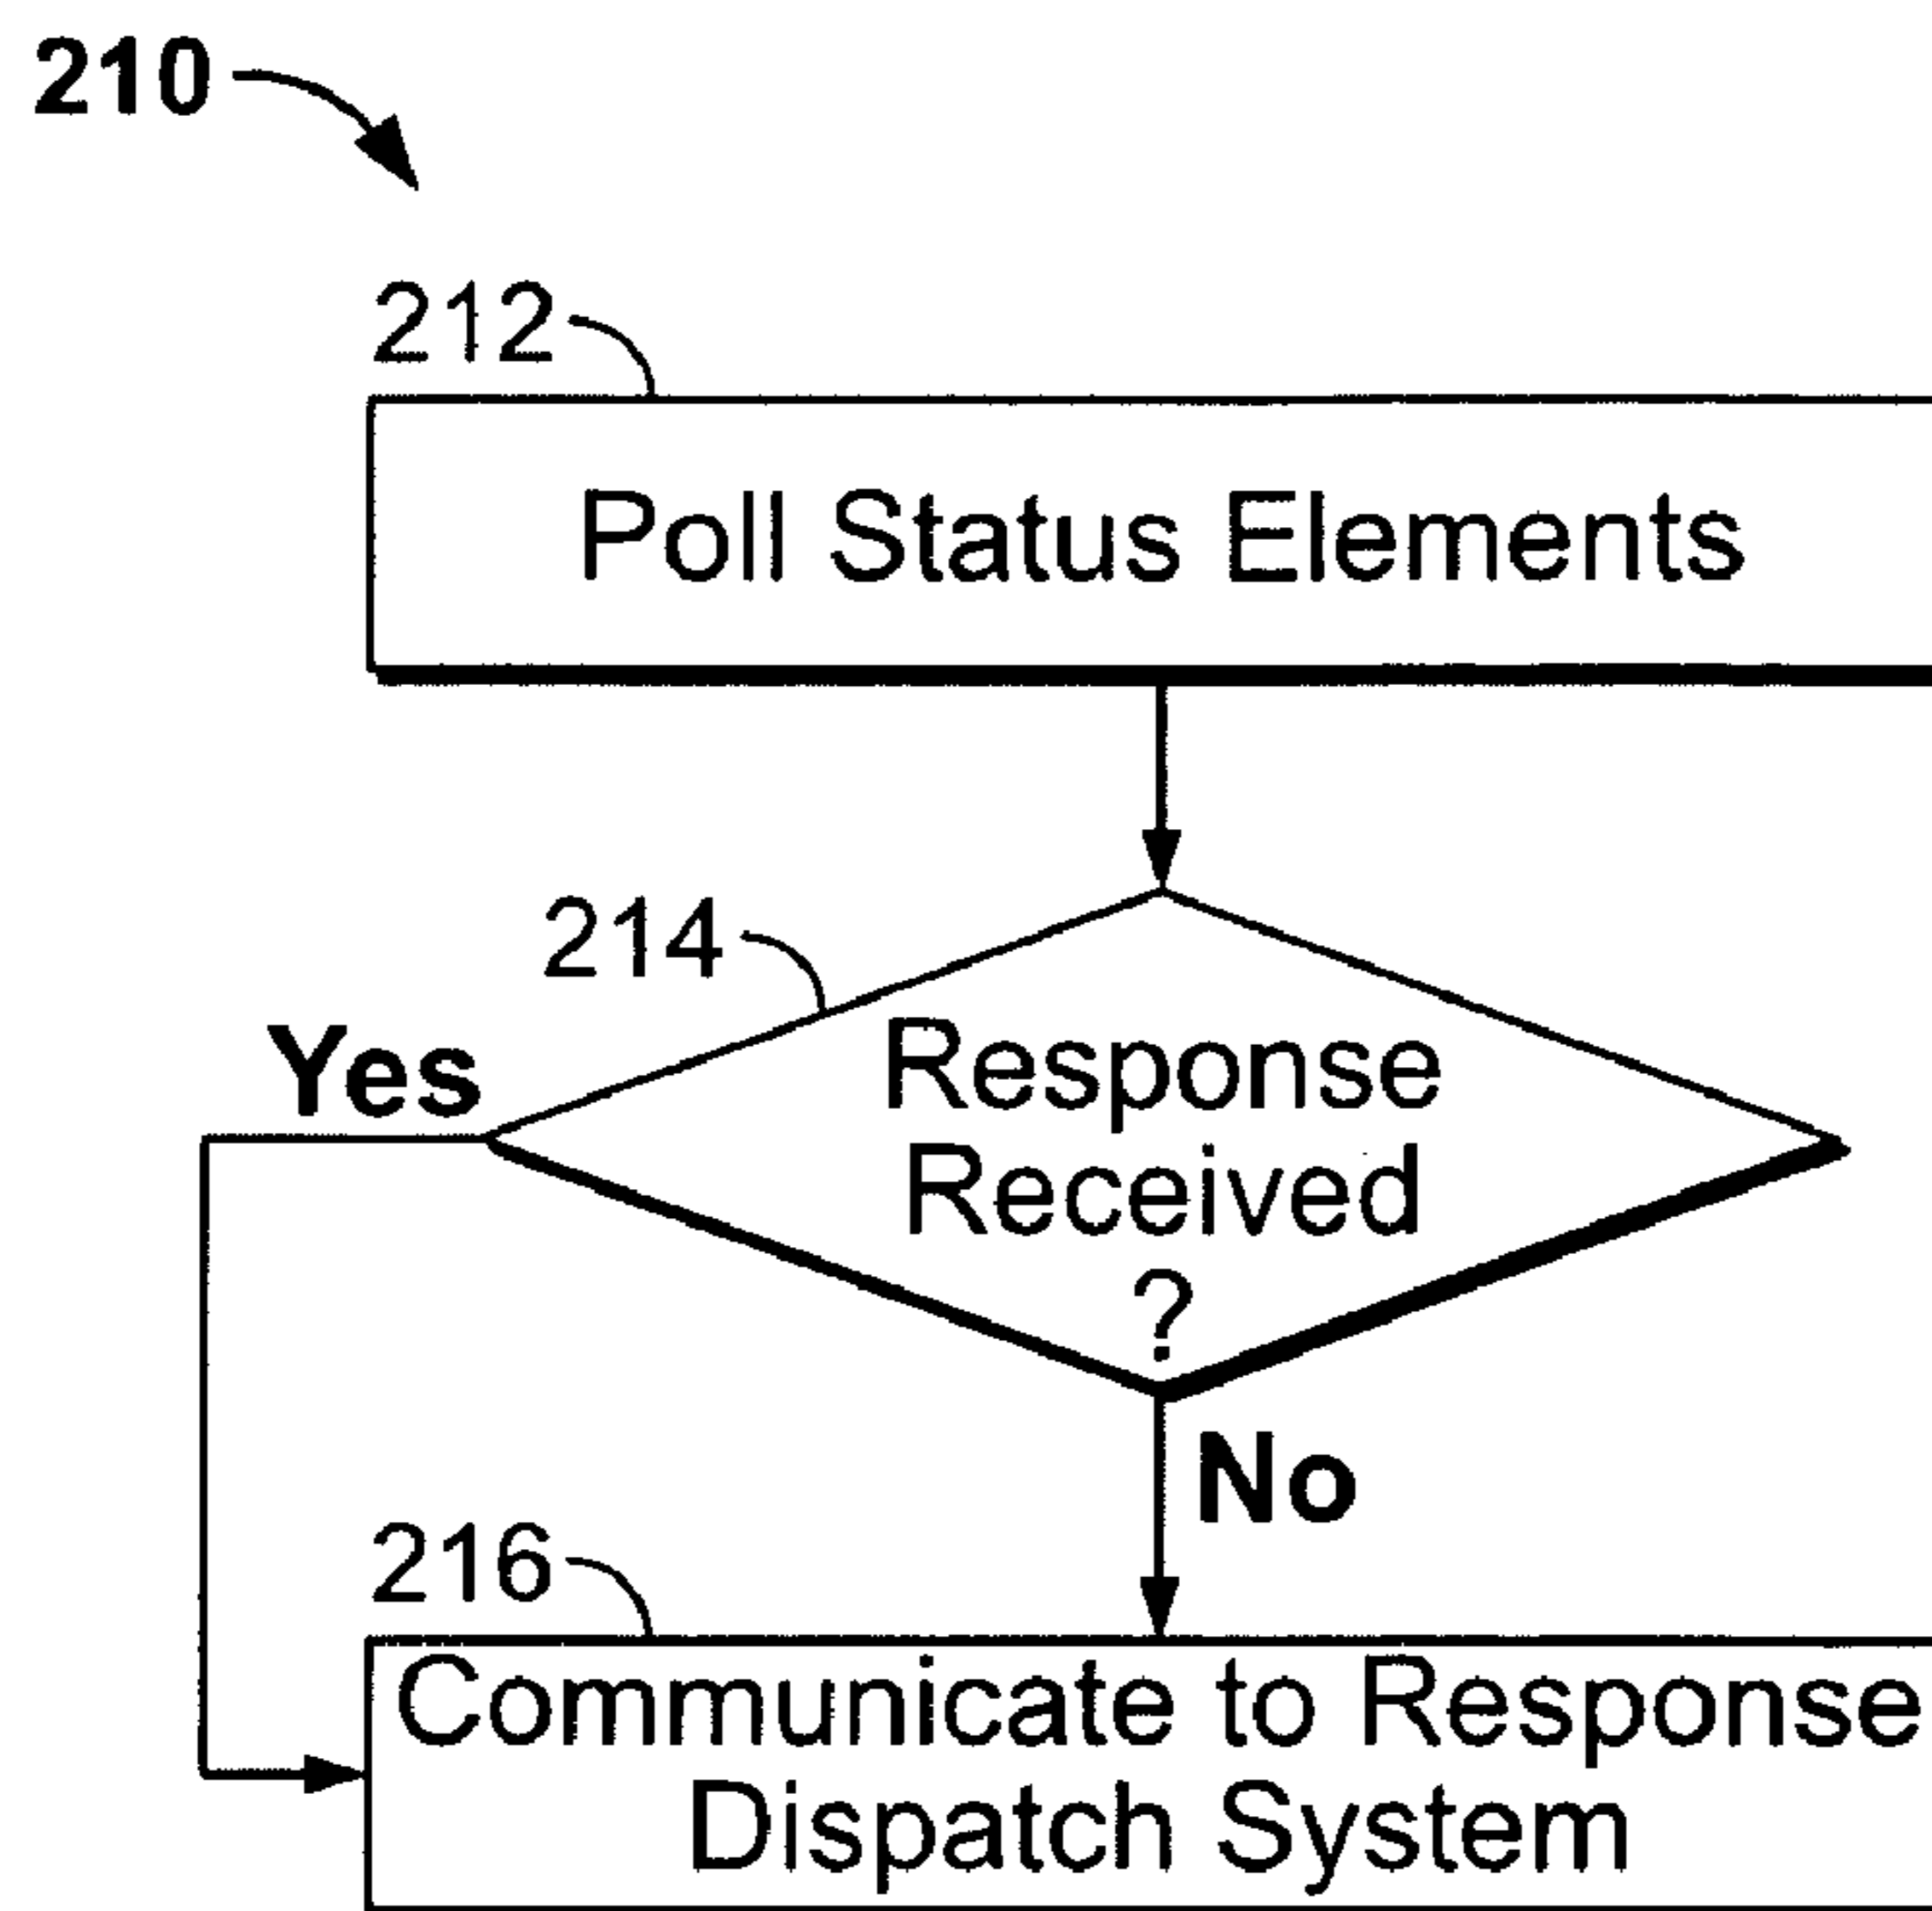 210
212
Poll Status Elements
214
Yes
Response
Received
?
No
216
Communicate to Response
Dispatch System